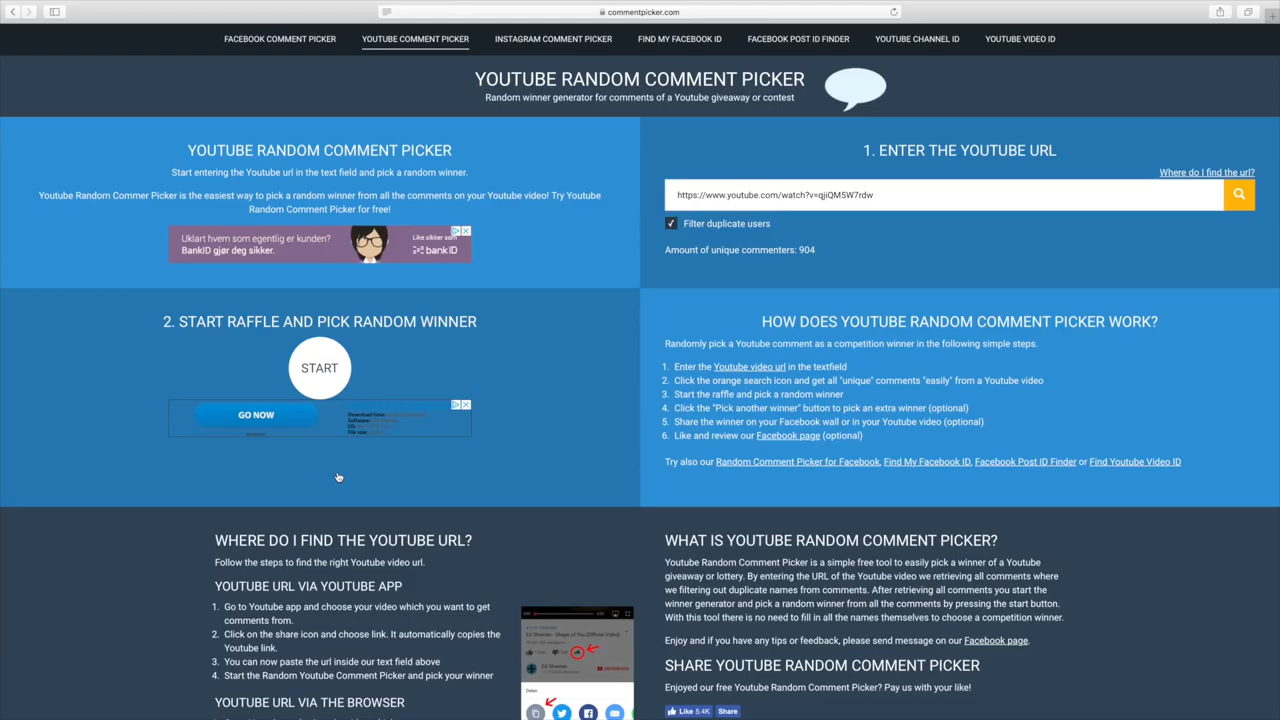 commentpicker.com
FACEBOOK COMMENT PICKER
YOUTUBE COMMENT PICKER
INSTAGRAM COMMENT PICKER
FIND MY FACEBOOK ID
FACEBOOK POST ID FINDER
YOUTUBE CHANNEL ID
YOUTUBE VIDEO ID
YOUTUBE RANDOM COMMENT PICKER
Random winner generator for comments of a Youtube giveaway or contest
YOUTUBE RANDOM COMMENT PICKER
Start entering the Youtube url in the text field and pick a random winner.
Youtube Random Commer Picker is the easiest way to pick a random winner from all the comments on your Youtube video! Try Youtube
Random Comment Picker for free!
Uklart hvem som egentlig er kunden?
BankID gjør deg sikker.
Like sikker som
bankID
1. ENTER THE YOUTUBE URL
Where do I find the url?
https://www.youtube.com/watch?v=qjiQM5W7rdw
Filter duplicate users
Amount of unique commenters: 904
2. START RAFFLE AND PICK RANDOM WINNER
START
GO NOW
Download time:
Software:
OS:
File size:
HOW DOES YOUTUBE RANDOM COMMENT PICKER WORK?
Randomly pick a Youtube comment as a competition winner in the following simple steps.
1. Enter the Youtube video url in the textfield
2. Click the orange search icon and get all "unique" comments "easily" from a Youtube video
3. Start the raffle and pick a random winner
4. Click the "Pick another winner" button to pick an extra winner (optional)
5. Share the winner on your Facebook wall or in your Youtube video (optional)
6. Like and review our Facebook page (optional)
Try also our Random Comment Picker for Facebook, Find My Facebook ID, Facebook Post ID Finder or Find Youtube Video ID
WHERE DO I FIND THE YOUTUBE URL?
Follow the steps to find the right Youtube video url.
YOUTUBE URL VIA YOUTUBE APP
1. Go to Youtube app and choose your video which you want to get
comments from.
2. Click on the share icon and choose link. It automatically copies the
Youtube link.
3. You can now paste the url inside our text field above
4. Start the Random Youtube Comment Picker and pick your winner
YOUTUBE URL VIA THE BROWSER
Ed Sheeran - Shape of You [Official Video]
Ed Sheeran
Delen
WHAT IS YOUTUBE RANDOM COMMENT PICKER?
Youtube Random Comment Picker is a simple free tool to easily pick a winner of a Youtube
giveaway or lottery. By entering the URL of the Youtube video we retrieving all comments where
we filtering out duplicate names from comments. After retrieving all comments you start the
winner generator and pick a random winner from all the comments by pressing the start button.
With this tool there is no need to fill in all the names themselves to choose a competition winner.
Enjoy and if you have any tips or feedback, please send message on our Facebook page.
SHARE YOUTUBE RANDOM COMMENT PICKER
Enjoyed our free Youtube Random Comment Picker? Pay us with your like!
Like 5.4K
Share